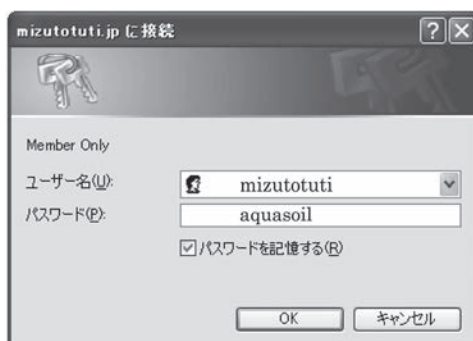 mizutotuti.jp に接続
Member Only
ユーザー名(U): mizutotuti
パスワード(P): aquasoil
パスワードを記憶する(R)
OK キャンセル